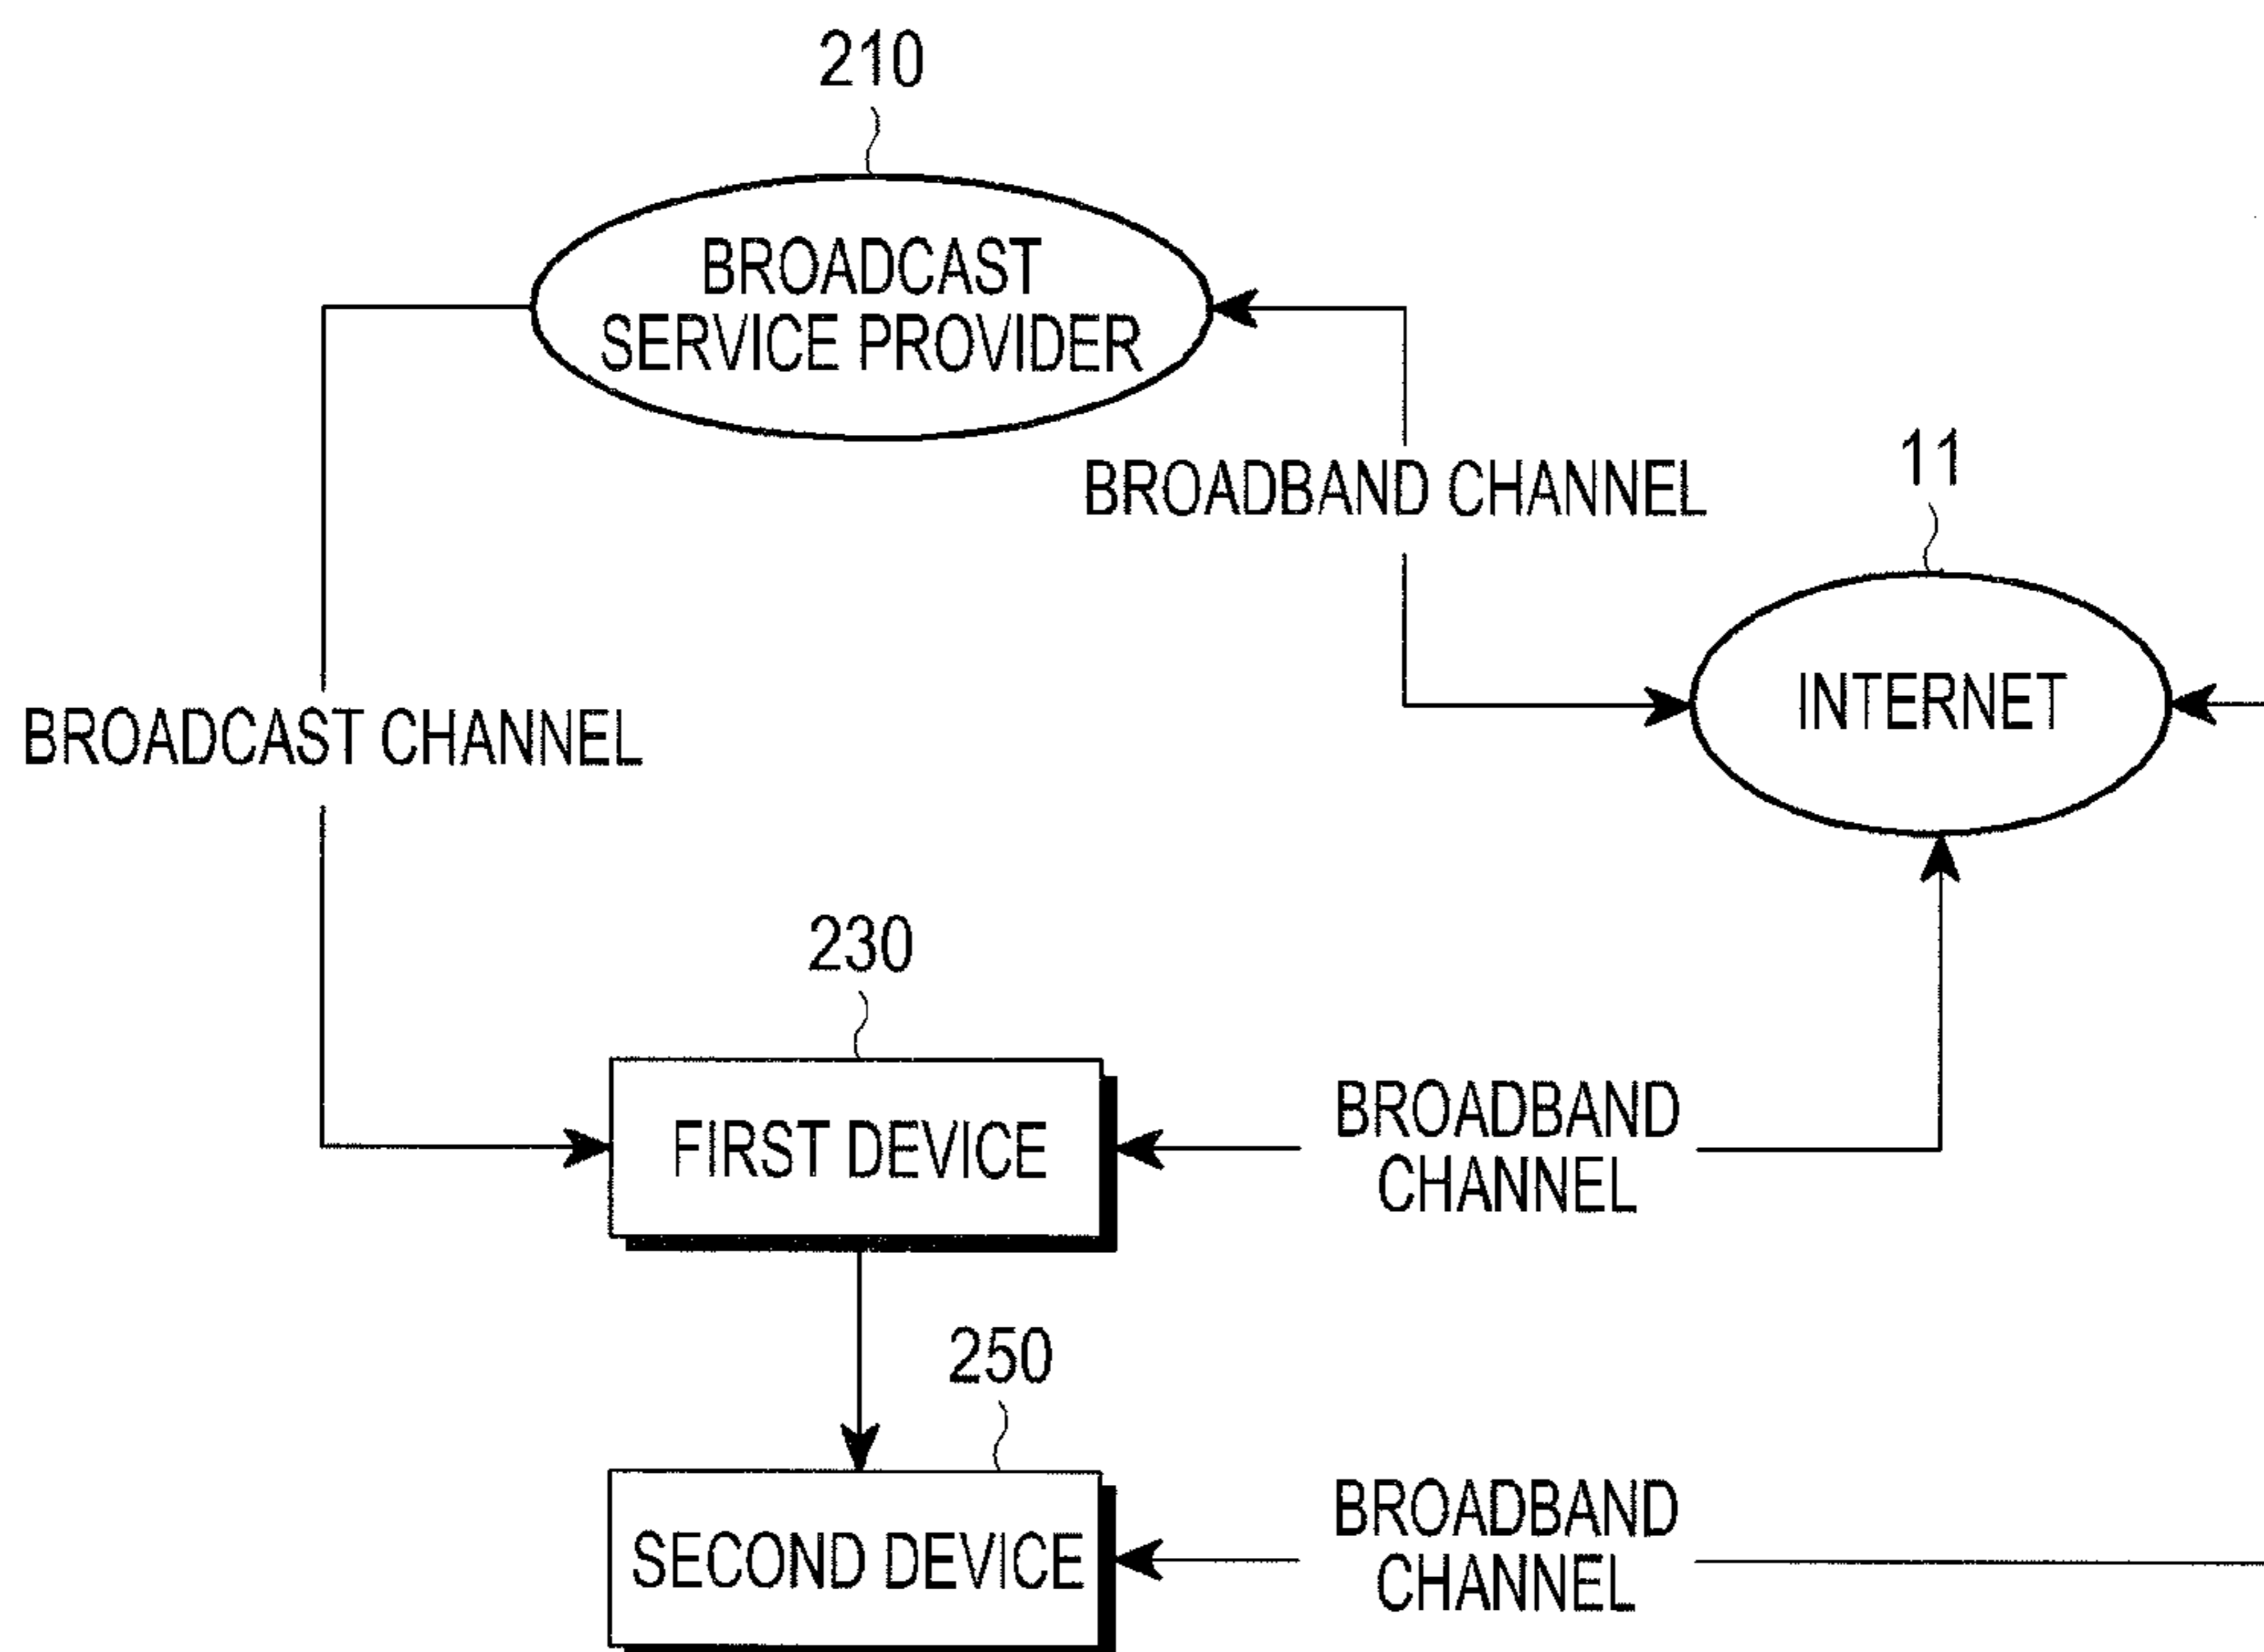 210
BROADCAST
SERVICE PROVIDER
BROADBAND CHANNEL
11
INTERNET
BROADCAST CHANNEL
230
FIRST DEVICE
BROADBAND
CHANNEL
250
SECOND DEVICE
BROADBAND
CHANNEL